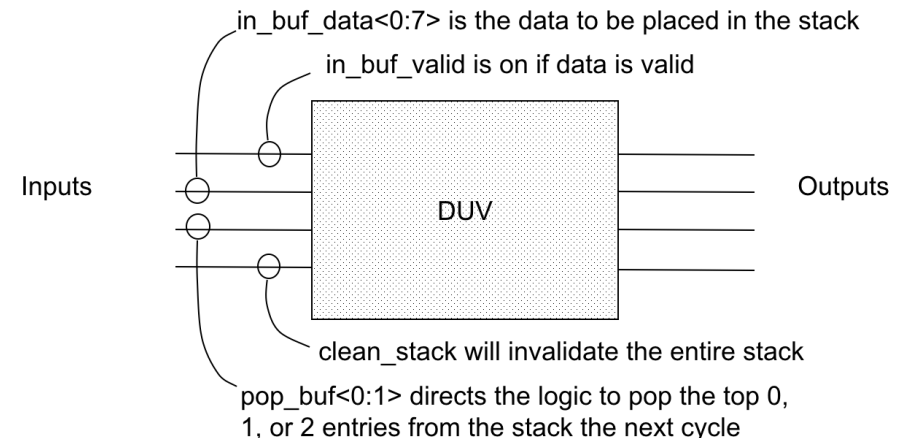 in_buf_data<0:7> is the data to be placed in the stack
in_buf_valid is on if data is valid
Inputs
Outputs
DUV
clean_stack will invalidate the entire stack
pop_buf<0:1> directs the logic to pop the top 0,
1, or 2 entries from the stack the next cycle